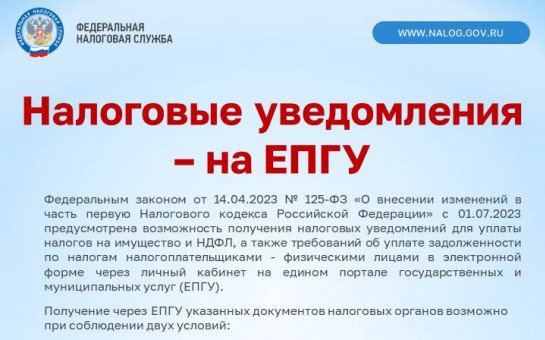 ФЕДЕРАЛЬНАЯ
НАЛОГОВАЯ СЛУЖБА
WWW.NALOG.GOV.RU
Налоговые уведомления
– на ЕПГУ
Федеральным законом от 14.04.2023 № 125-ФЗ «О внесении изменений в
часть первую Налогового кодекса Российской Федерации» с 01.07.2023
предусмотрена возможность получения налоговых уведомлений для уплаты
налогов на имущество и НДФЛ, а также требований об уплате задолженности
по налогам налогоплательщиками - физическими лицами в электронной
форме через личный кабинет на едином портале государственных и
муниципальных услуг (ЕПГУ).
Получение через ЕПГУ указанных документов налоговых органов возможно
при соблюдении двух условий: